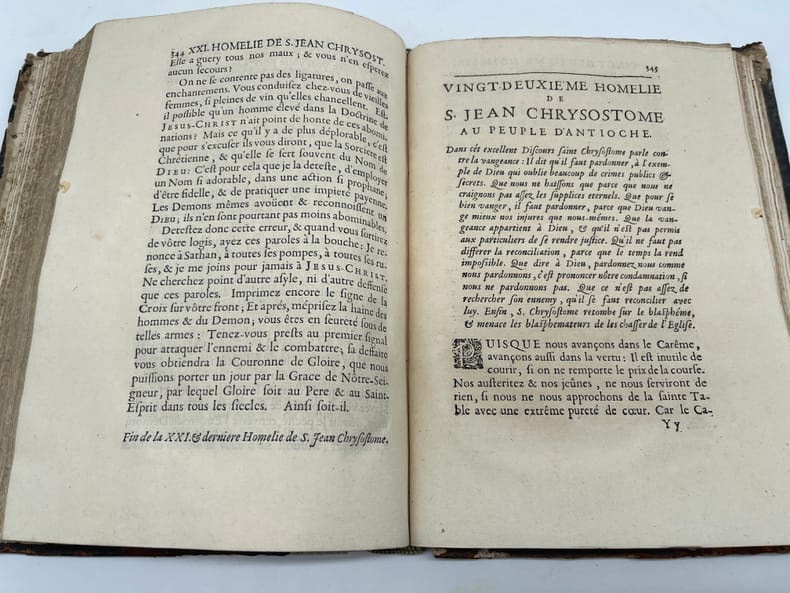 344 XXI. HOMELIE DE S. JEAN CHRYSOST.
Elle a guery tous nos maux ; & vous n'en esperez
aucun secours?
On ne se contente pas des ligatures, on passe aux
enchantemens. Vous conduisez chez-vous de vieilles
femmes, si pleines de vin qu'elles chancellent. Est-
il possible qu'un homme élevé dans la Doctrine de
JESUS-CHRIST n'ait point de honte de ces abomi-
nations? Mais ce qu'il y a de plus déplorable, c'est
que pour s'excuser ils vous diront, que la Sorciere est
Chrétienne, & qu'elle se sert souvent du Nom de
DIEU: C'est pour cela que je la deteste, d'employer
un Nom si adorable, dans une action si prophane;
d'être fidelle, & de pratiquer une impieté payenne.
Les Demons mêmes avoüent & reconnoissent un
DIEU; ils n'en sont pourtant pas moins abominables.
Detestez donc cette erreur, & quand vous sortirez
de vôtre logis, ayez ces paroles à la bouche: Je re-
nonce à Sathan, à toutes ses pompes, à toutes ses ru-
ses, & je me joins pour jamais à JESUS-CHRIST.
Ne cherchez point d'autre asyle, ni d'autre deffense
que ces paroles. Imprimez encore le signe de la
Croix sur vôtre front; Et aprés, méprisez la haine des
hommes & du Demon; vous êtes en seureté sous de
telles armes: Tenez-vous prests au premier signal
pour attaquer l'ennemi & le combattre; sa deffaite
vous obtiendra la Couronne de Gloire, que nous
puissions porter un jour par la Grace de Nôtre-Sei-
gneur, par lequel Gloire soit au Pere & au Saint-
Esprit dans tous les siecles. Ainsi soit-il.
Fin de la XXI. & derniere Homelie de S. Jean Chrysostome.
345
VINGT-DEUXIE'ME HOMELIE
DE
S. JEAN CHRYSOSTOME
AU PEUPLE D'ANTIOCHE.
Dans cét excellent Discours saint Chrysostome parle con-
tre la vangeance : Il dit qu'il faut pardonner, à l'exem-
ple de Dieu qui oublie beaucoup de crimes publics &
secrets. Que nous ne haïssons que parce que nous ne
craignons pas assez les supplices eternels. Que pour se
bien vanger, il faut pardonner, parce que Dieu van-
ge mieux nos injures que nous-mêmes. Que la van-
geance appartient à Dieu, & qu'il n'est pas permis
aux particuliers de se rendre justice. Qu'il ne faut pas
differer la reconciliation, parce que le temps la rend
impossible. Que dire à Dieu, pardonnez nous comme
nous pardonnons, c'est prononcer nôtre condamnation, si
nous ne pardonnons pas. Que ce n'est pas assez de
rechercher son ennemy, qu'il se faut reconcilier avec
luy. Enfin, S. Chrysostome retombe sur le blasphéme,
& menace les blasphemateurs de les chasser de l'Eglise.
PUISQUE nous avançons dans le Carême,
avançons aussi dans la vertu: Il est inutile de
courir, si on ne remporte le prix de la course.
Nos austeritez & nos jeûnes, ne nous serviront de
rien, si nous ne nous approchons de la sainte Ta-
ble avec une extrême pureté de cœur. Car le Ca-
Yy